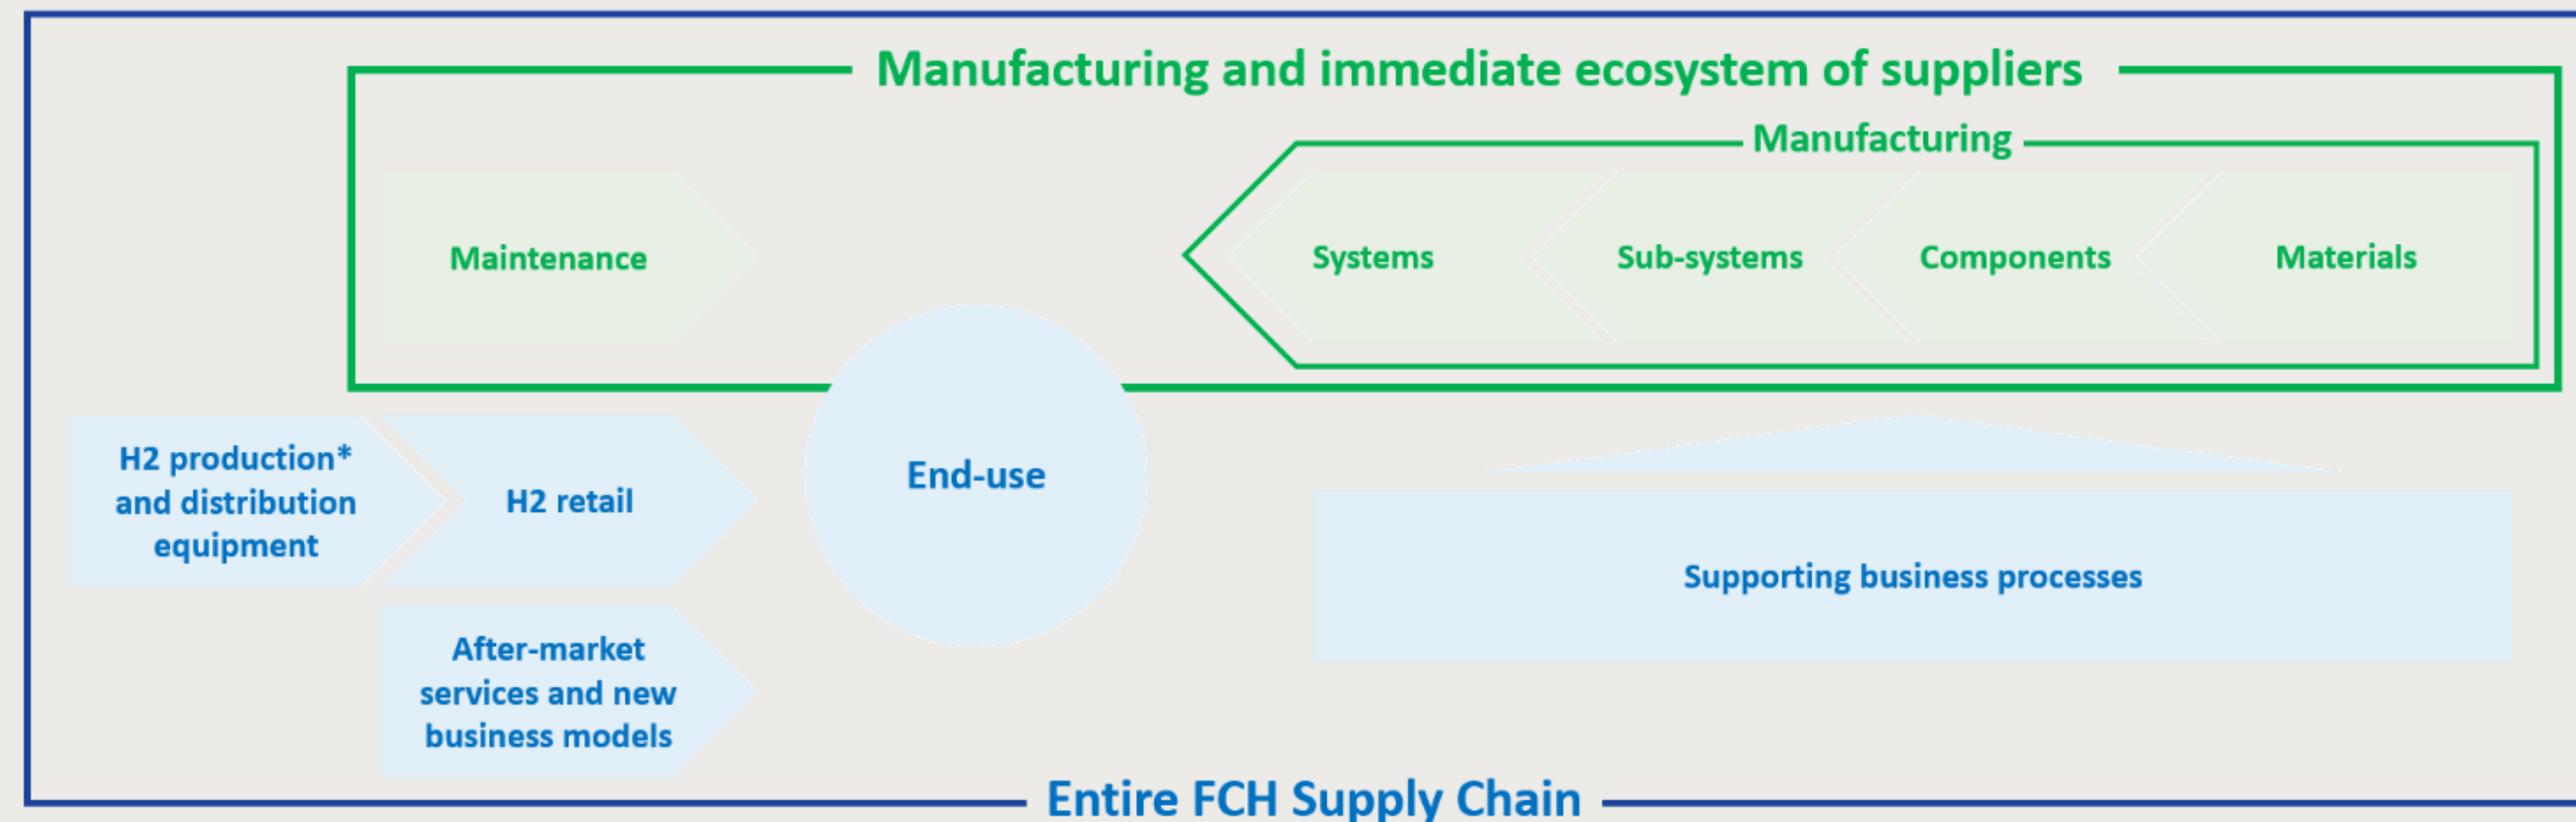 Manufacturing and immediate ecosystem of suppliers
Manufacturing
Maintenance
Systems
Sub-systems
Components
Materials
H2 production*
and distribution
equipment
H2 retail
End-use
Supporting business processes
After-market
services and new
business models
Entire FCH Supply Chain